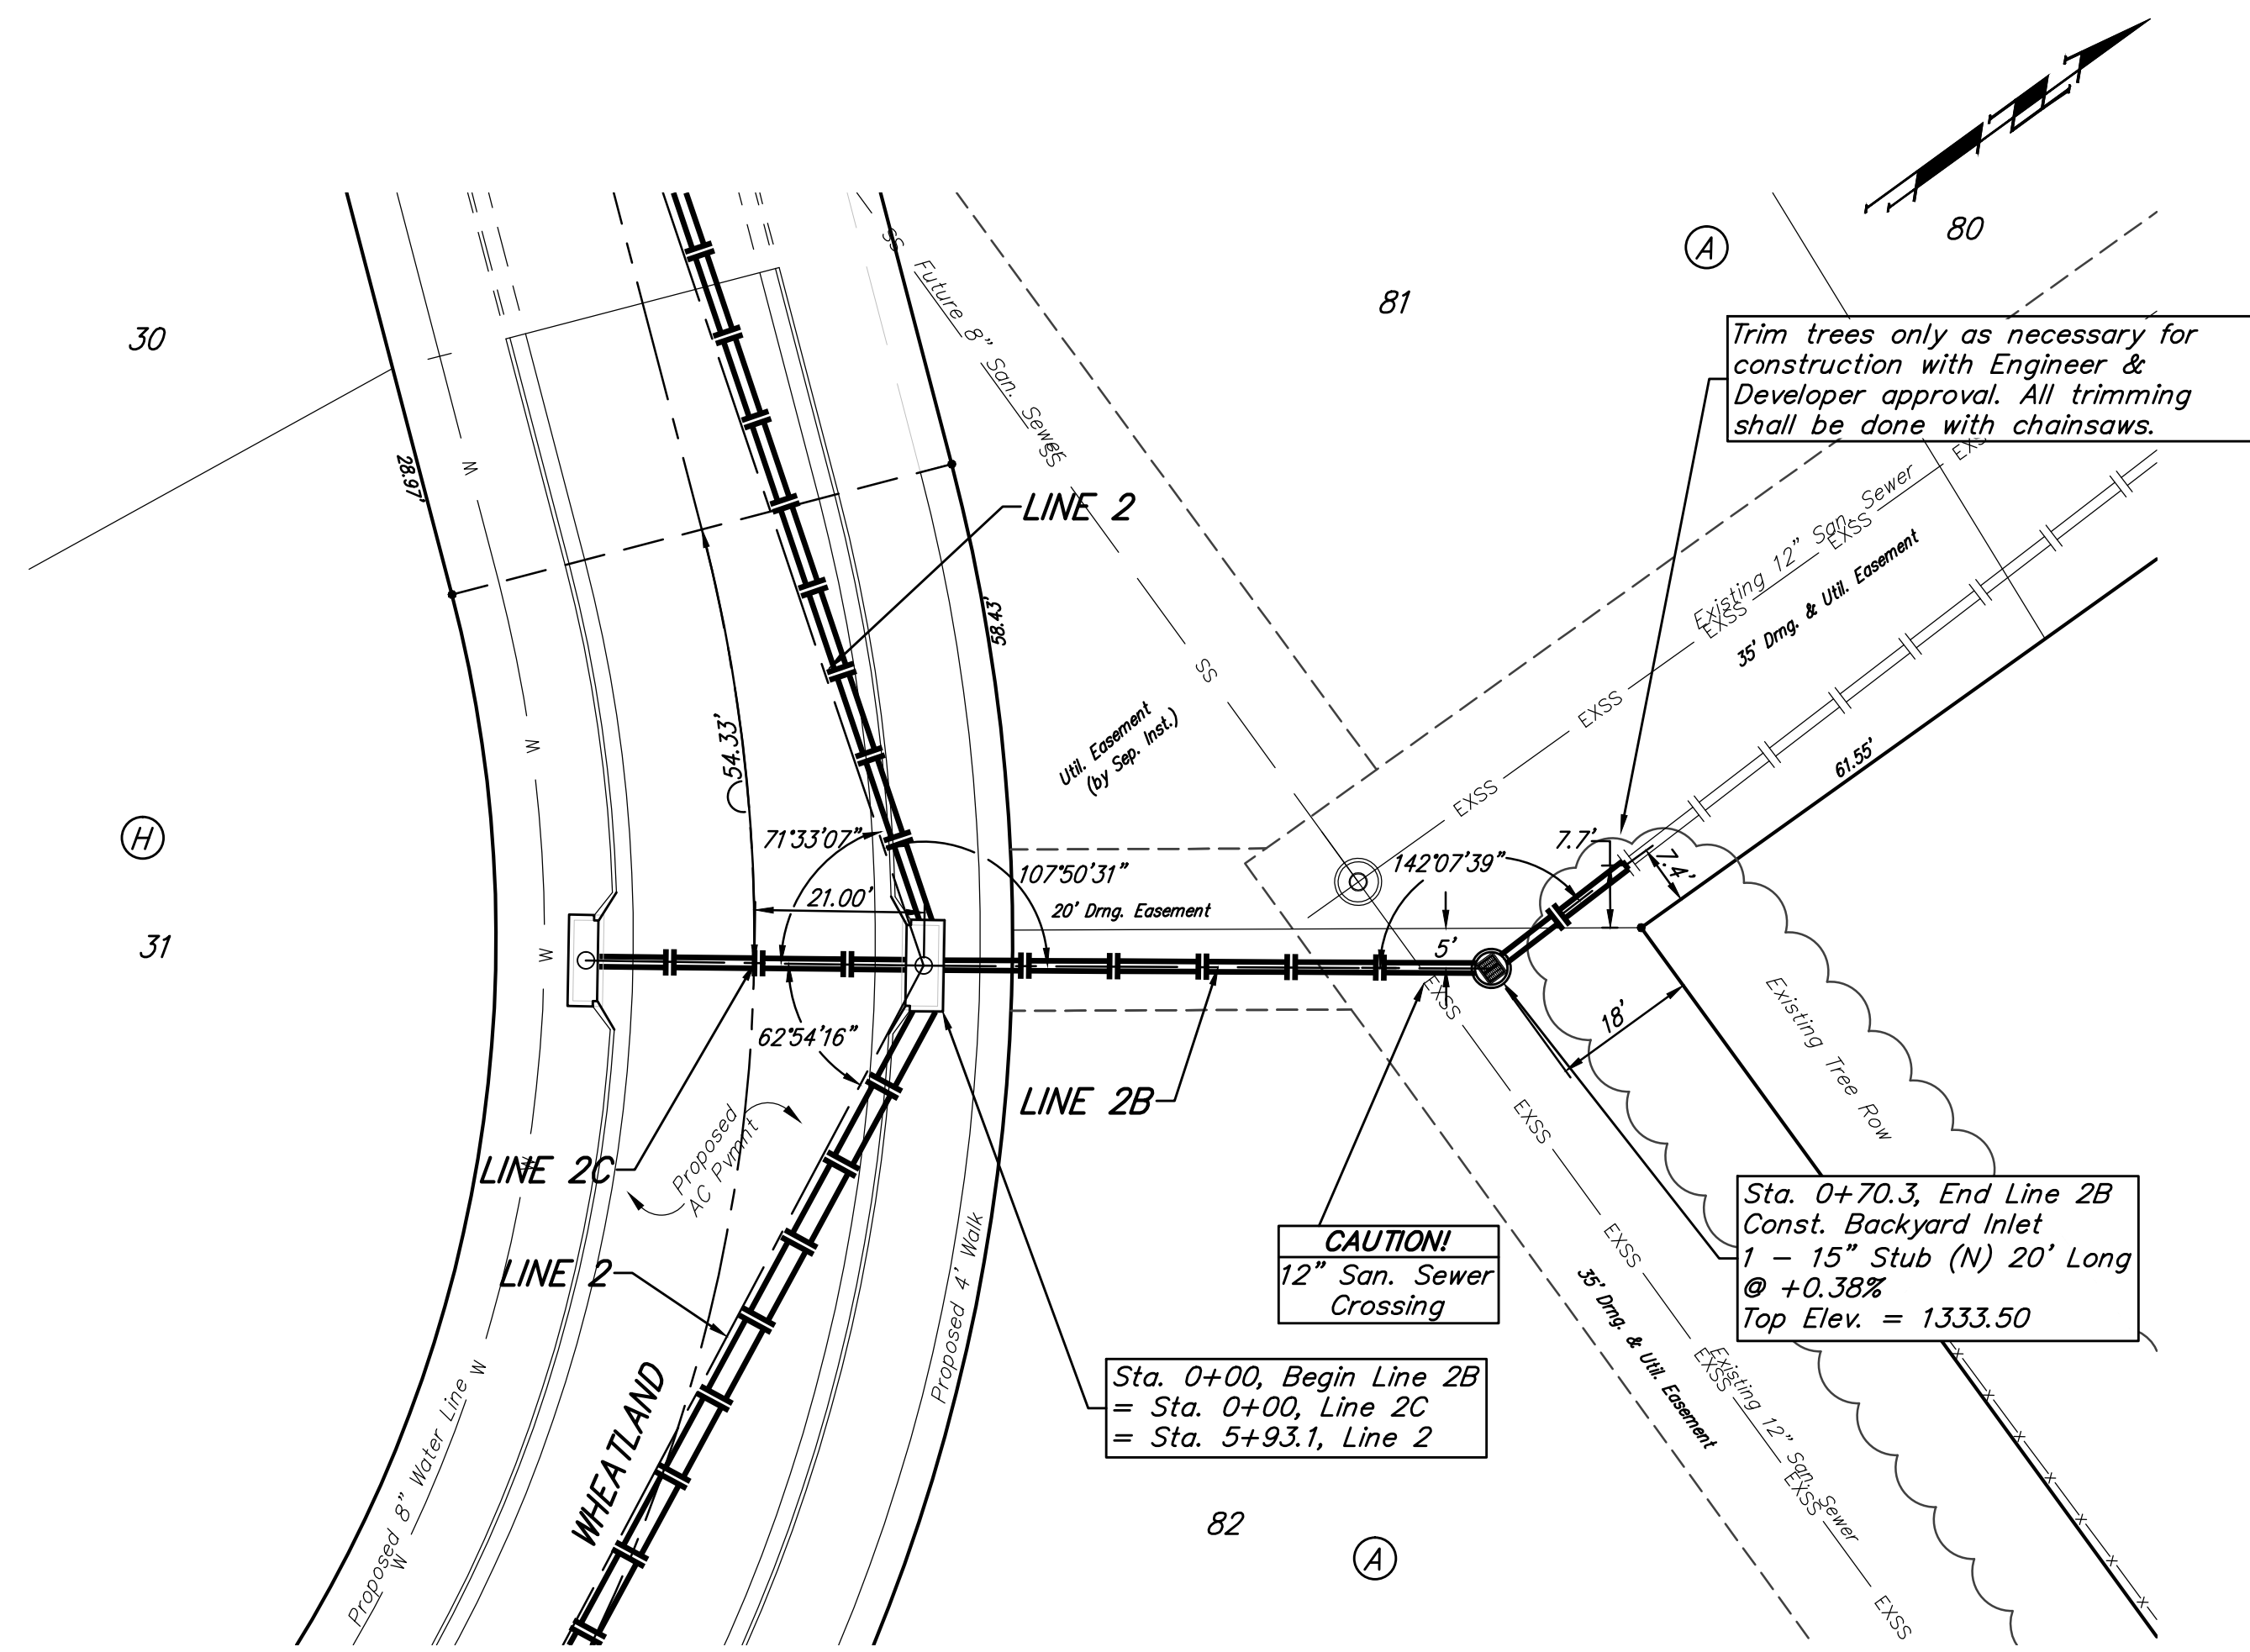 80
A
81
30
Trim trees only as necessary for
construction with Engineer &
Developer approval. All trimming
shall be done with chainsaws.
SS
Future 8" San. Sewer
SS
SS
28.97'
W
LINE 2
58.43'
EXSS
Existing 12" San. Sewer
EXSS
EXSS
EXSS
EXSS
35' Drng. & Util. Easement
61.55'
Util. Easement
(by Sep. Inst.)
W
54.33'
H
31
71°33'07"
107°50'31"
21.00'
20' Drng. Easement
142°07'39"
7.7'
7.4'
5'
18'
W
62°54'16"
EXSS
EXSS
EXSS
EXSS
EXSS
EXSS
Existing Tree Row
LINE 2B
LINE 2C
W
Proposed
AC Pvmnt
LINE 2
Proposed 4' Walk
CAUTION!
12" San. Sewer
Crossing
Sta. 0+70.3, End Line 2B
Const. Backyard Inlet
1 - 15" Stub (N) 20' Long
@ +0.38%
Top Elev. = 1333.50
35' Drng. & Util. Easement
Existing 12" San. Sewer
Sta. 0+00, Begin Line 2B
= Sta. 0+00, Line 2C
= Sta. 5+93.1, Line 2
WHEATLAND
W
Proposed 8" Water Line
W
82
A
x
x
x
x
x
x
x